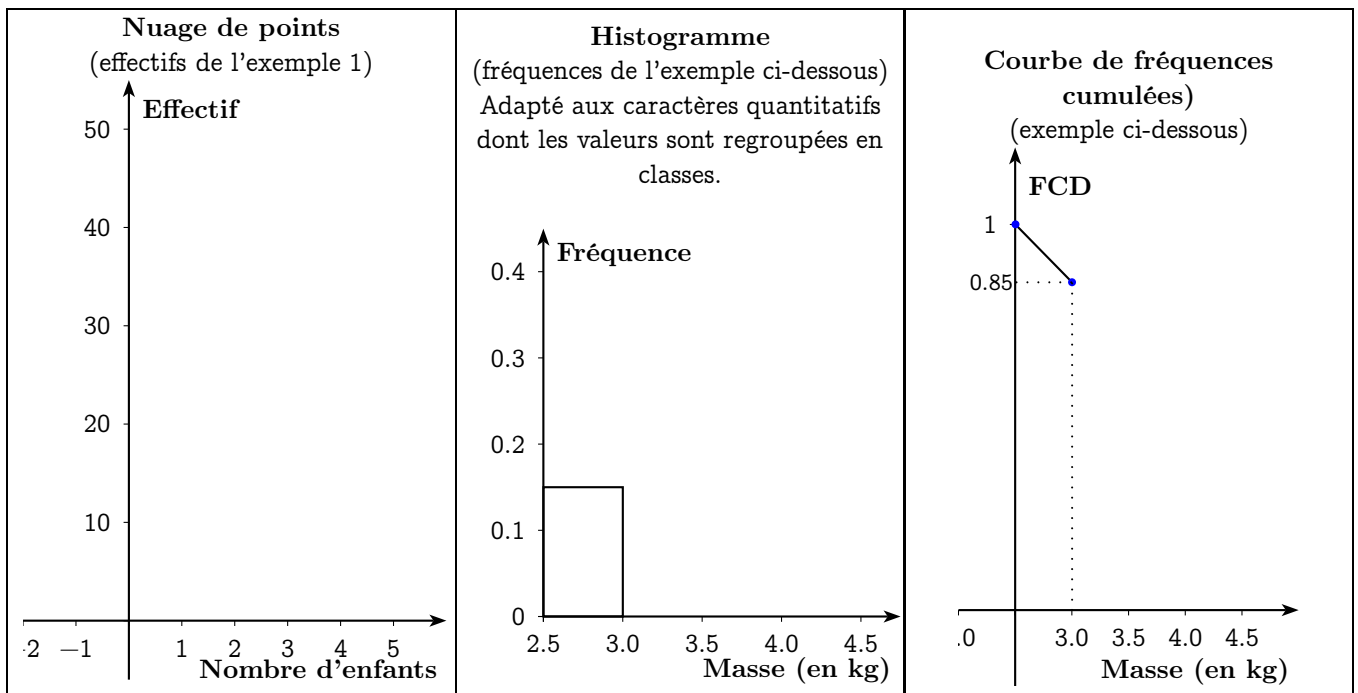 Nuage de points
(effectifs de l'exemple 1)
Effectif
50
40
30
20
10
-2 −1 1 2 3 4 5
Nombre d'enfants
Histogramme
(fréquences de l'exemple ci-dessous)
Adapté aux caractères quantitatifs
dont les valeurs sont regroupées en
classes.
Fréquence
0.4
0.3
0.2
0.1
0
2.5 3.0 3.5 4.0 4.5
Masse (en kg)
Courbe de fréquences
cumulées)
(exemple ci-dessous)
FCD
1
0.85
.0 3.0 3.5 4.0 4.5
Masse (en kg)